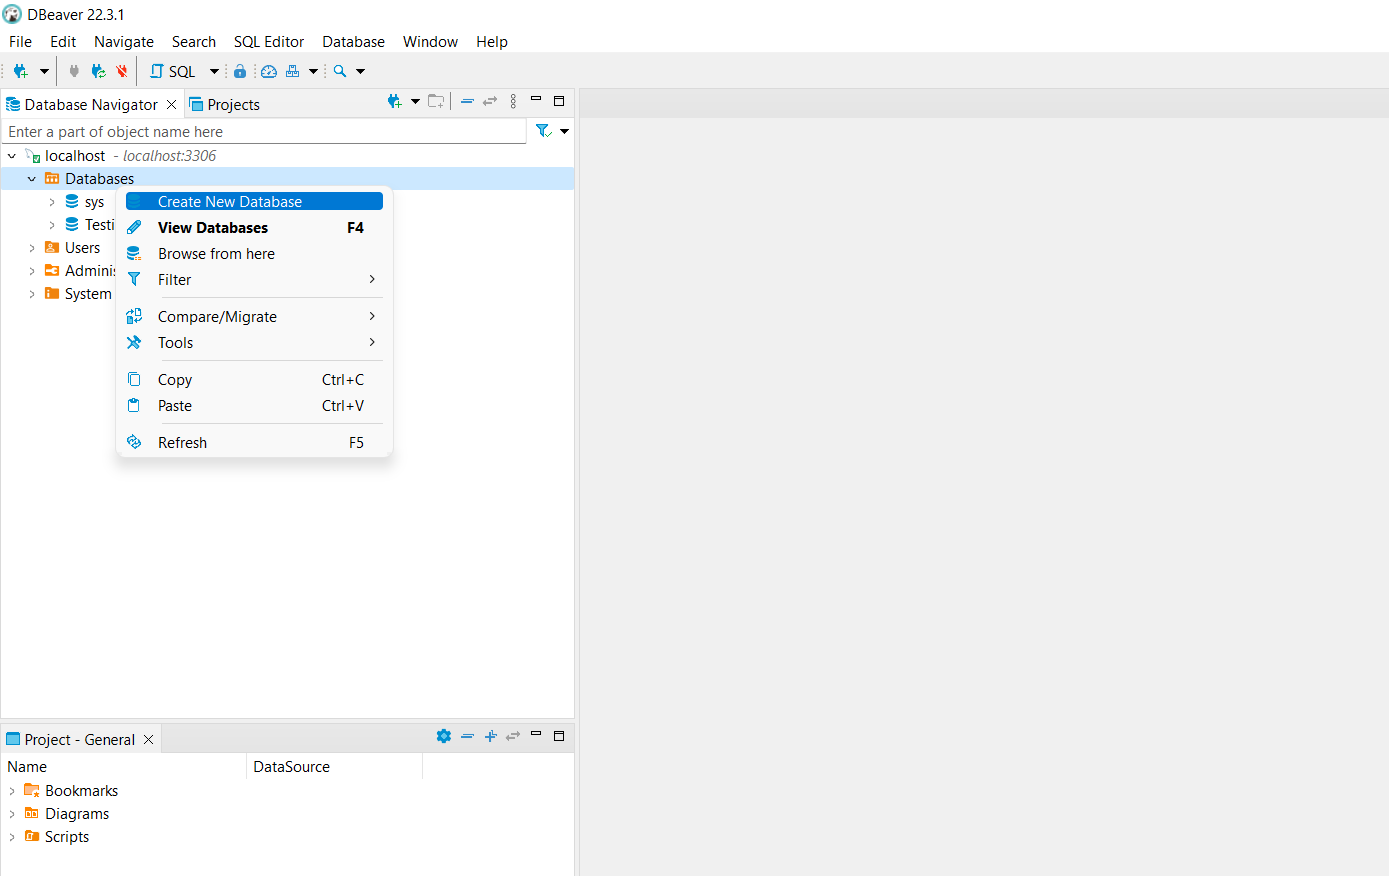 DBeaver 22.3.1
File Edit Navigate Search SQL Editor Database Window Help
SQL
Database Navigator Projects
Enter a part of object name here
localhost - localhost:3306
Databases
sys
Testi
Users
Adminis
System
Create New Database
View Databases F4
Browse from here
Filter
Compare/Migrate
Tools
Copy Ctrl+C
Paste Ctrl+V
Refresh F5
Project - General
Name DataSource
Bookmarks
Diagrams
Scripts